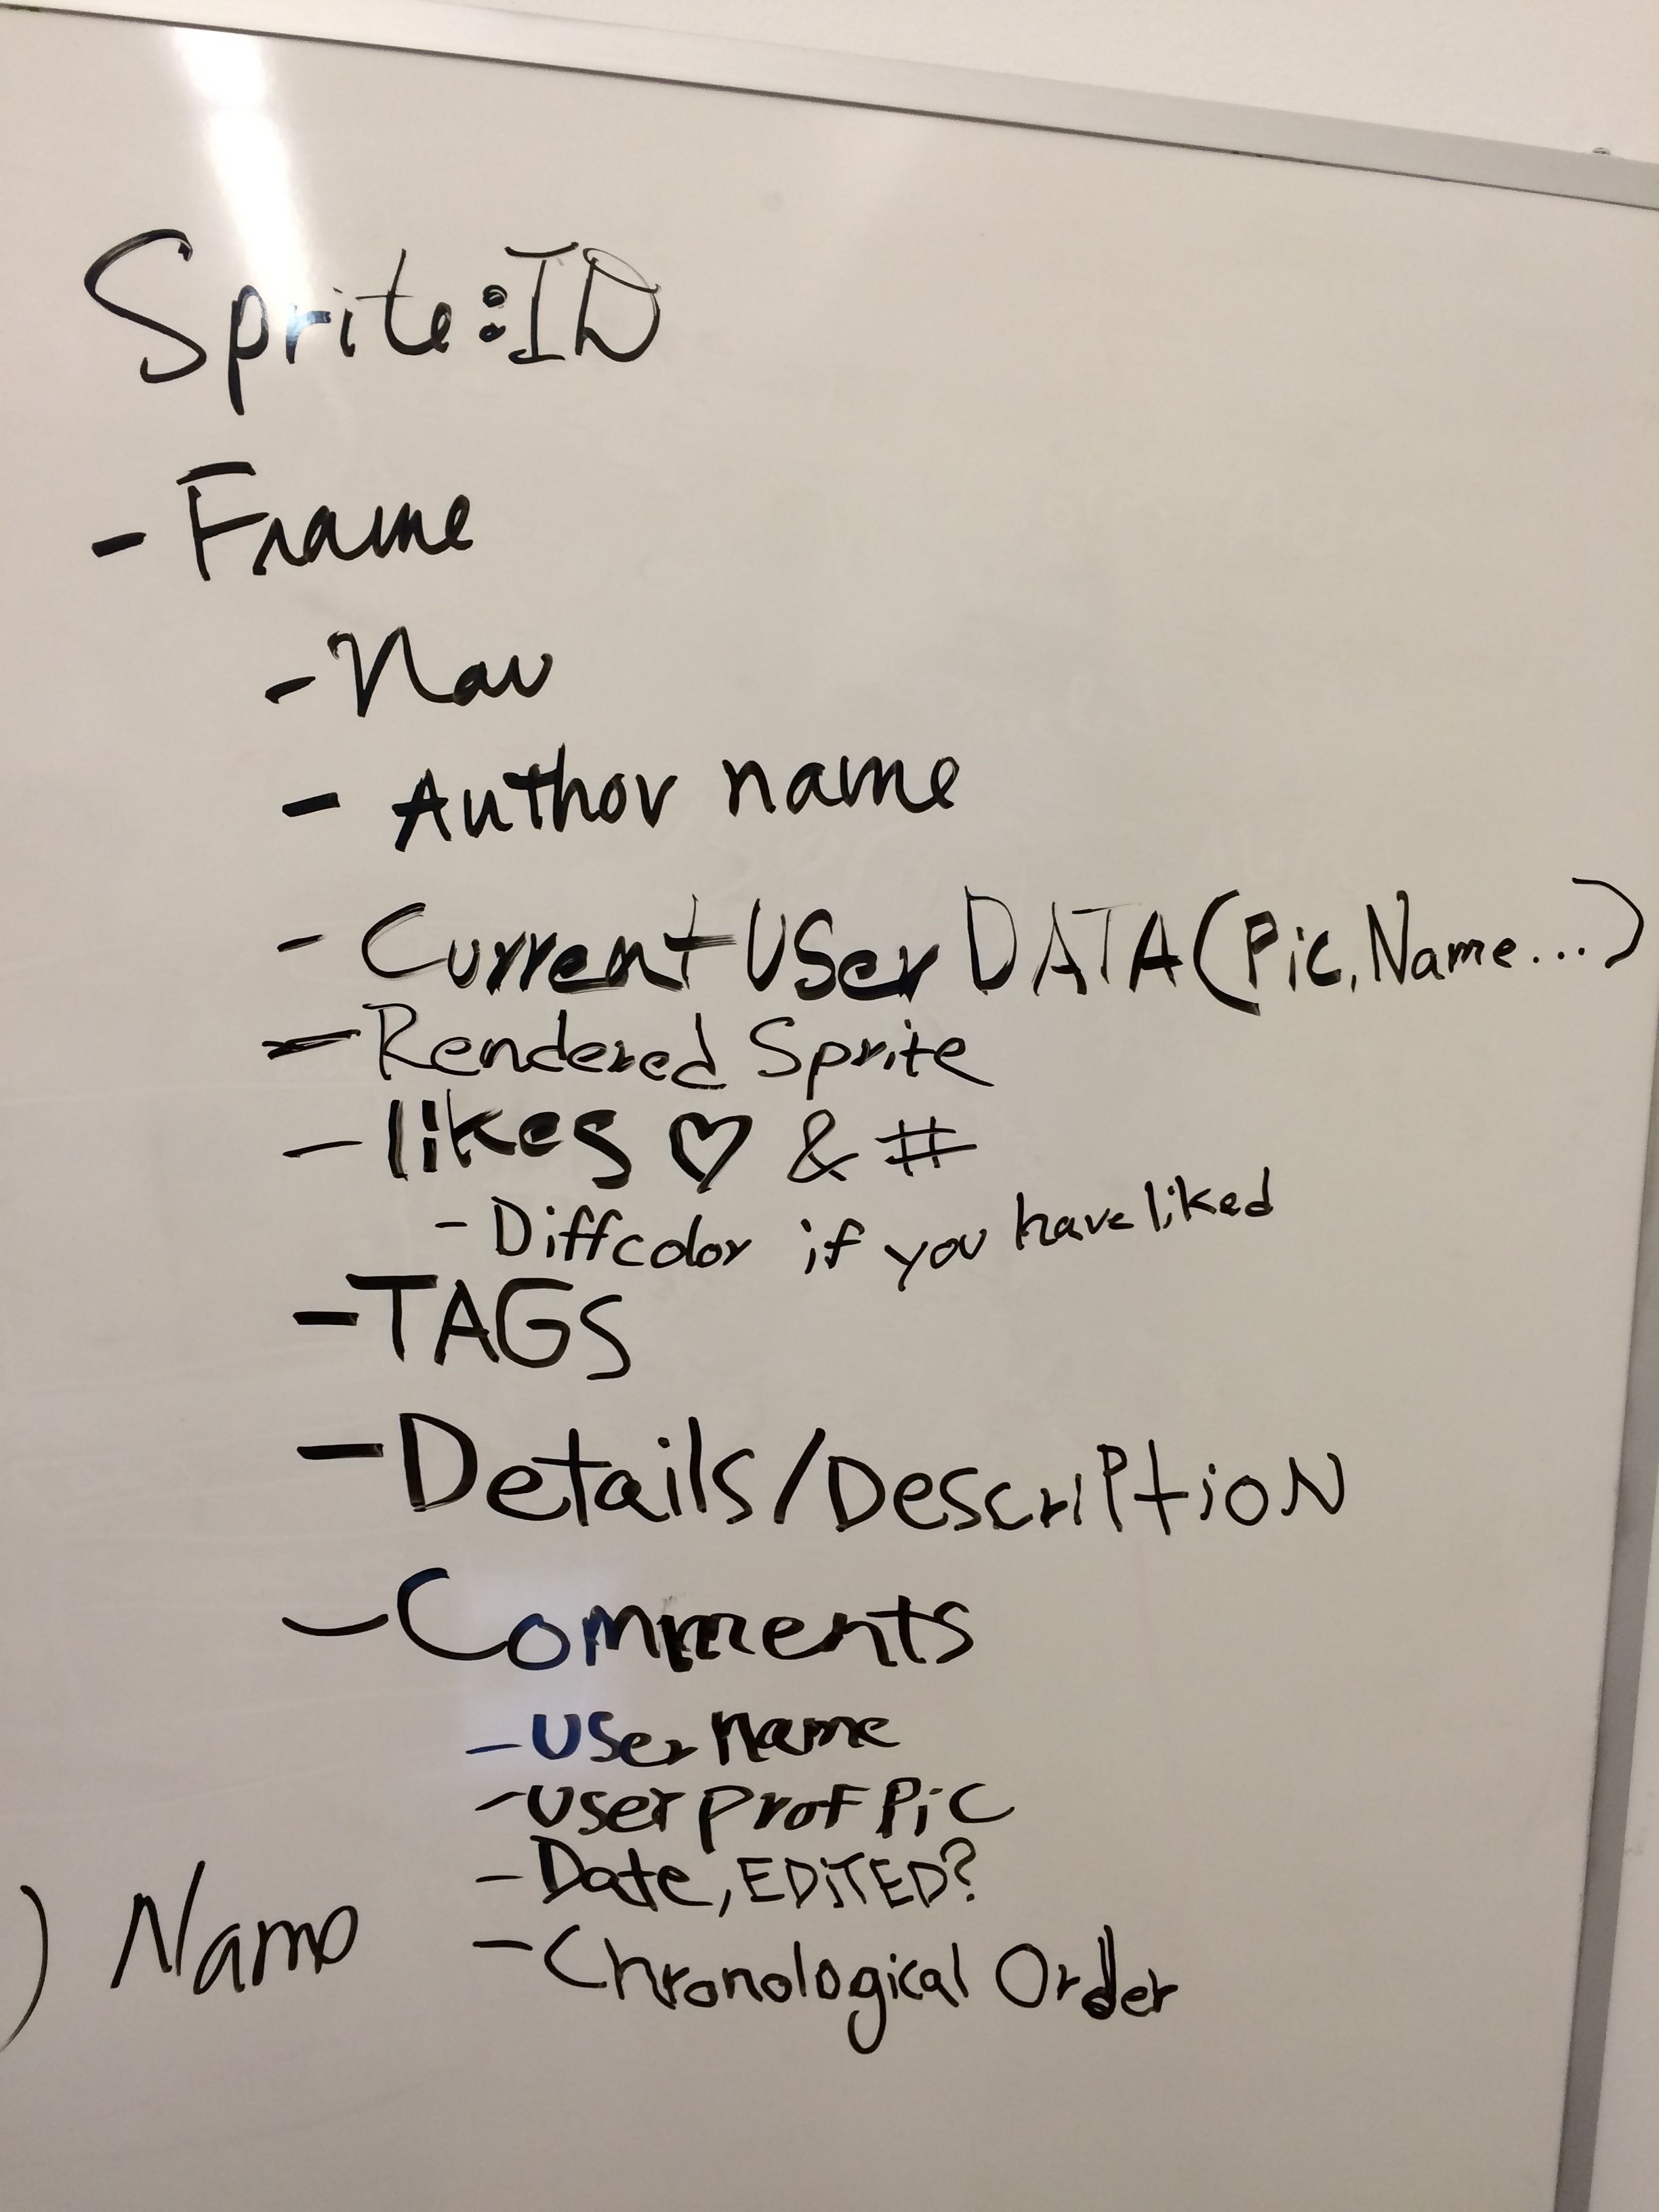 Sprite:ID
- Frame
- Nav
- Author name
- Current User DATA (Pic, Name...)
- Rendered Sprite
- likes ♡ & #
- Diffcolor if you have liked
- TAGS
- Details/Description
- Comments
- User name
- User Prof Pic
- Date, EDiTED?
- Chronological Order
) Name